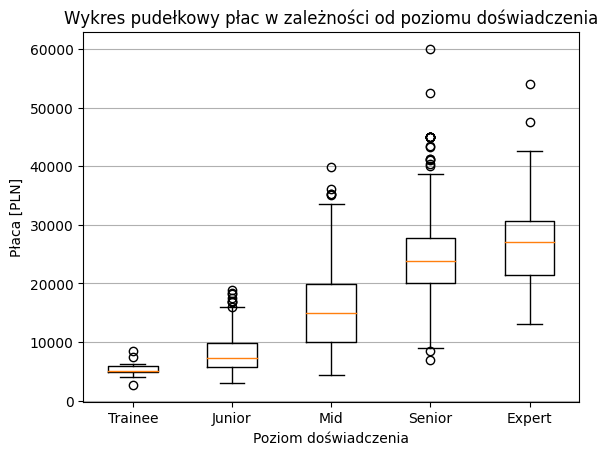 Wykres pudełkowy płac w zależności od poziomu doświadczenia
60000
50000
40000
30000
20000
10000
0
Płaca [PLN]
Trainee Junior Mid Senior Expert
Poziom doświadczenia